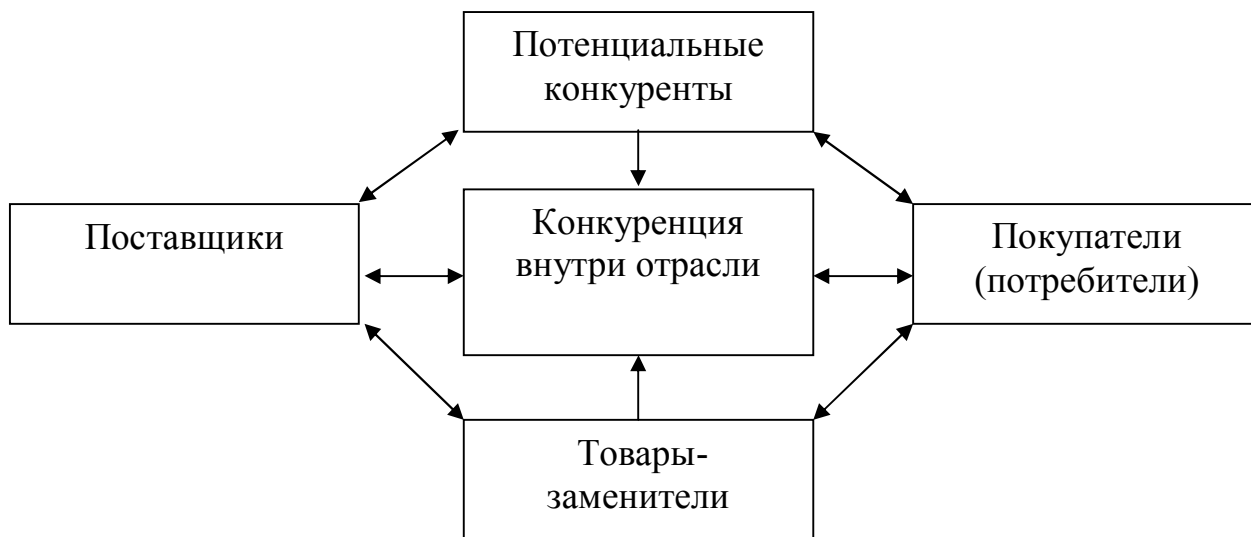 Потенциальные
конкуренты
Поставщики
Конкуренция
внутри отрасли
Покупатели
(потребители)
Товары-
заменители